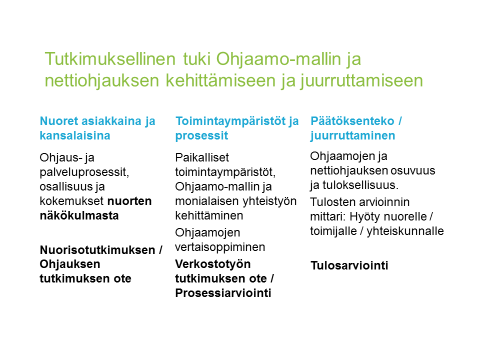 Tutkimuksellinen tuki Ohjaamo-mallin ja
nettiohjauksen kehittämiseen ja juurruttamiseen
Nuoret asiakkaina ja
kansalaisina
Ohjaus- ja
palveluprosessit,
osallisuus ja
kokemukset nuorten
näkökulmasta
Nuorisotutkimuksen /
Ohjauksen
tutkimuksen ote
Toimintaympäristöt ja
prosessit
Paikalliset
toimintaympäristöt,
Ohjaamo-mallin ja
monialaisen yhteistyön
kehittäminen
Ohjaamojen
vertaisoppiminen
Verkostotyön
tutkimuksen ote /
Prosessiarviointi
Päätöksenteko /
juurruttaminen
Ohjaamojen ja
nettiohjauksen osuvuus
ja tuloksellisuus.
Tulosten arvioinnin
mittari: Hyöty nuorelle /
toimijalle / yhteiskunnalle
Tulosarviointi